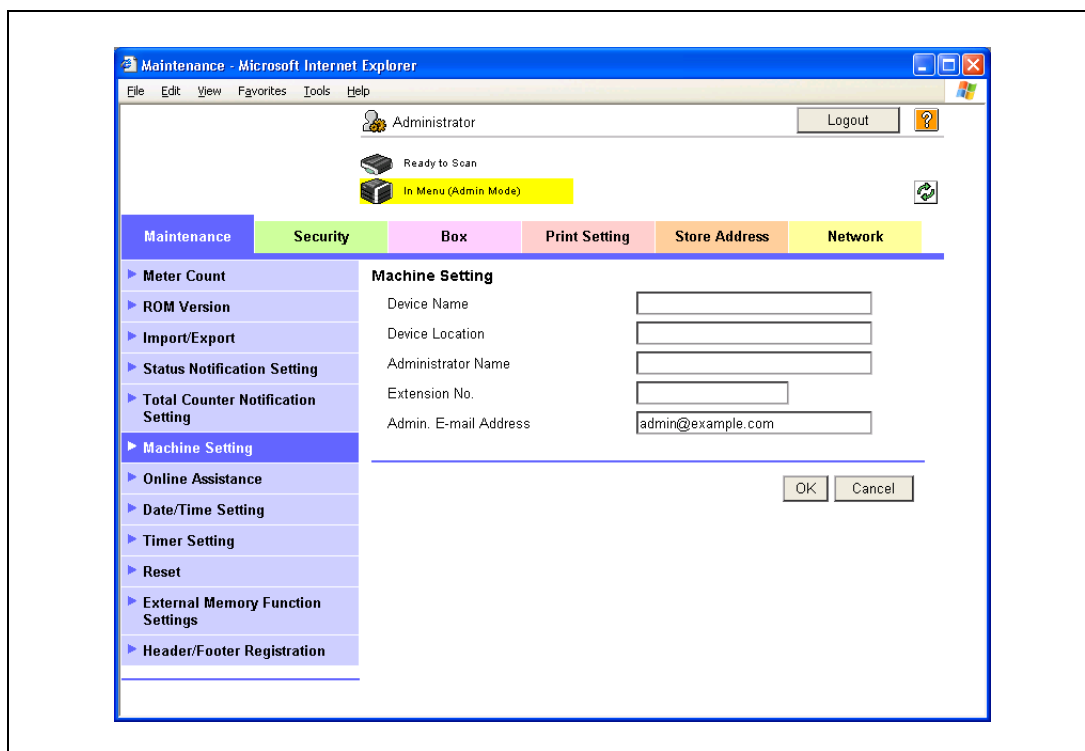 Maintenance - Microsoft Internet Explorer
File Edit View Favorites Tools Help
Administrator
Logout
?
Ready to Scan
In Menu (Admin Mode)
Maintenance Security Box Print Setting Store Address Network
Meter Count
ROM Version
Import/Export
Status Notification Setting
Total Counter Notification
Setting
Machine Setting
Online Assistance
Date/Time Setting
Timer Setting
Reset
External Memory Function
Settings
Header/Footer Registration
Machine Setting
Device Name
Device Location
Administrator Name
Extension No.
Admin. E-mail Address admin@example.com
OK Cancel